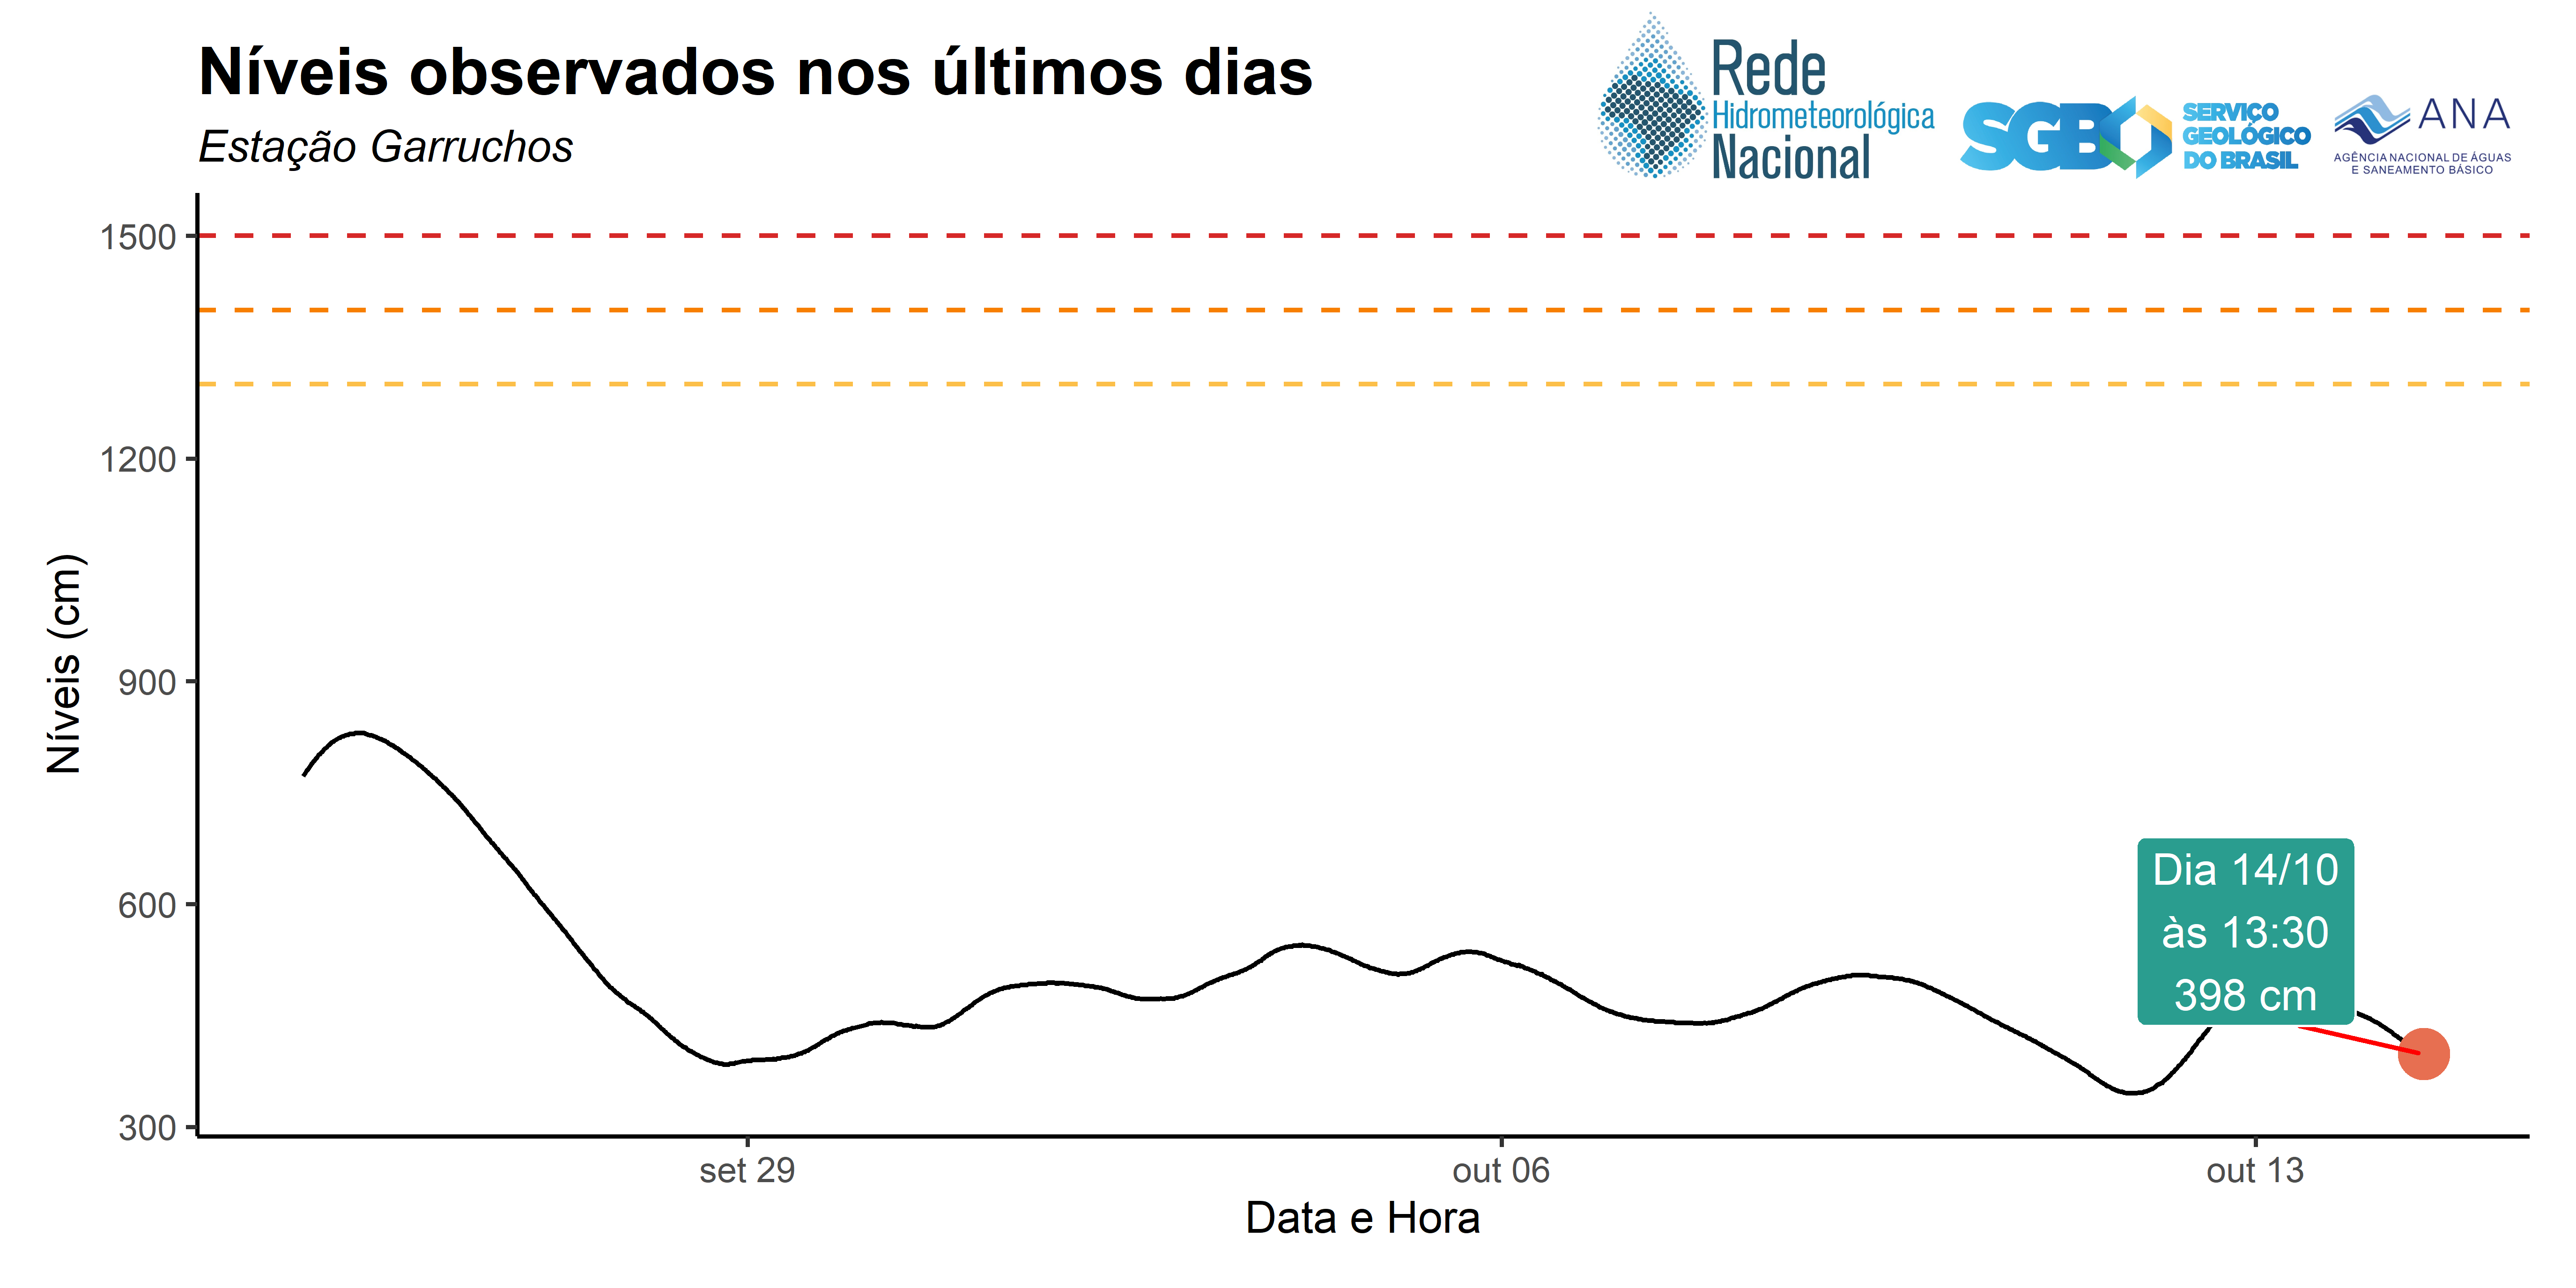 Níveis observados nos últimos dias
Estação Garruchos
Rede
Hidrometeorológica
Nacional
SGB
SERVIÇO
GEOLÓGICO
DO BRASIL
ANA
AGÊNCIA NACIONAL DE ÁGUAS
E SANEAMENTO BÁSICO
1500
1200
900
600
300
Níveis (cm)
Dia 14/10
às 13:30
398 cm
set 29
out 06
out 13
Data e Hora